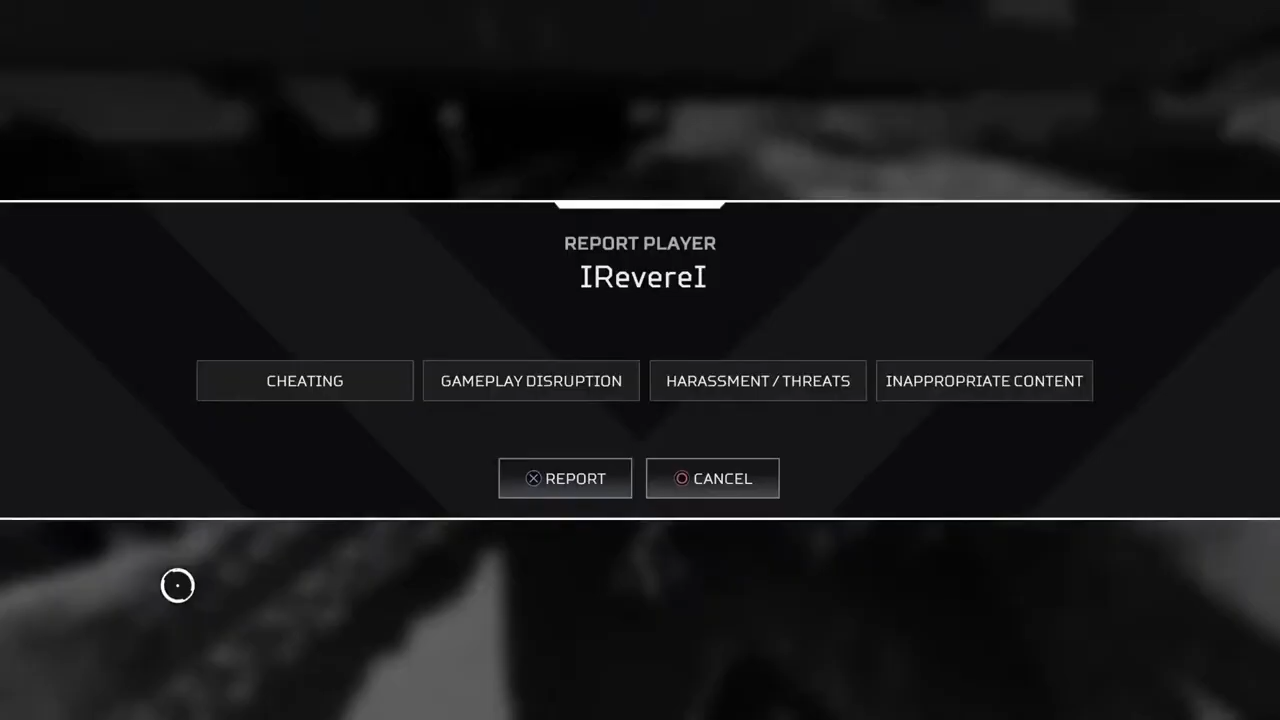 REPORT PLAYER
IRevereI
CHEATING
GAMEPLAY DISRUPTION
HARASSMENT / THREATS
INAPPROPRIATE CONTENT
REPORT
CANCEL